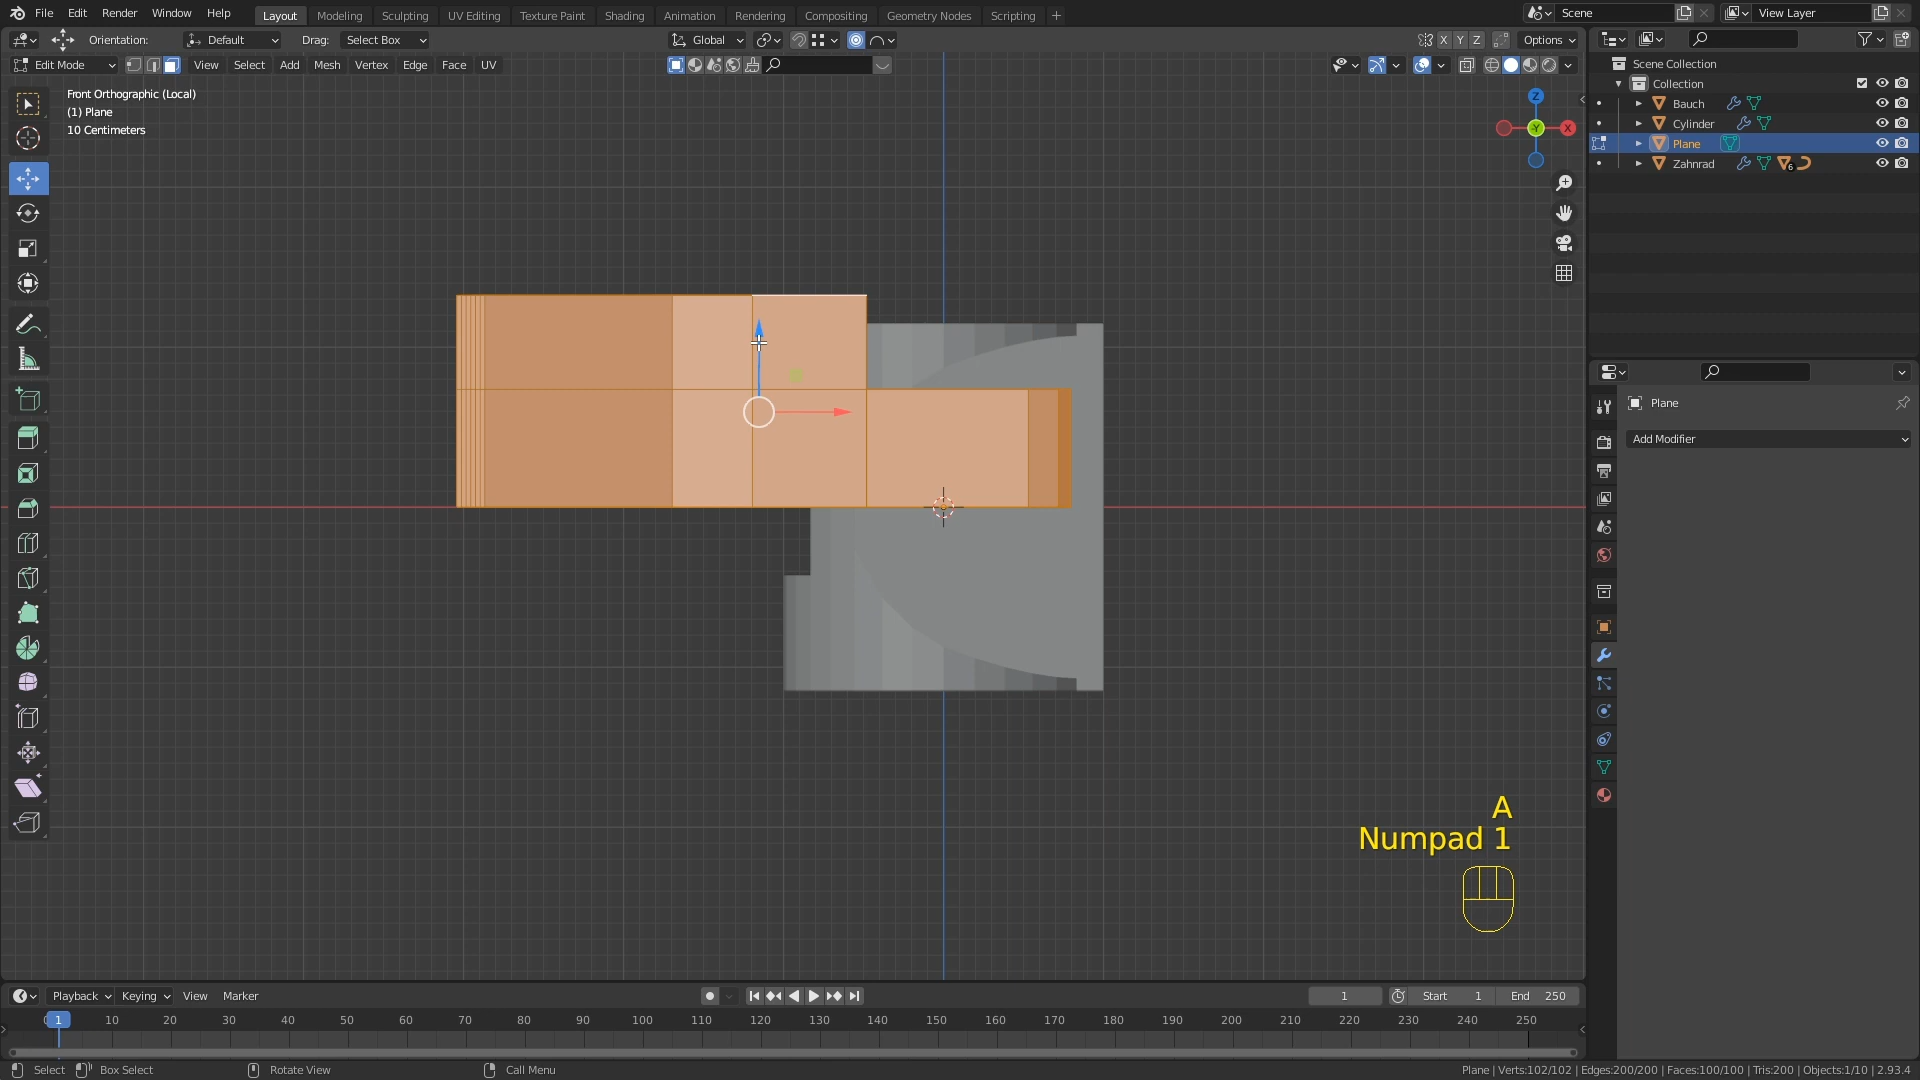 File Edit Render Window Help
Layout Modeling Sculpting UV Editing Texture Paint Shading Animation Rendering Compositing Geometry Nodes Scripting +
Scene
View Layer
Orientation: Default Drag: Select Box
Global
X Y Z
Options
Edit Mode View Select Add Mesh Vertex Edge Face UV
Front Orthographic (Local)
(1) Plane
10 Centimeters
Z
Y
X
Scene Collection
Collection
Bauch
Cylinder
Plane
Zahnrad 6
Plane
Add Modifier
A
Numpad 1
Playback Keying View Marker
1 Start 1 End 250
1 10 20 30 40 50 60 70 80 90 100 110 120 130 140 150 160 170 180 190 200 210 220 230 240 250
Select Box Select Rotate View Call Menu
Plane | Verts:102/102 | Edges:200/200 | Faces:100/100 | Tris:200 | Objects:1/10 | 2.93.4